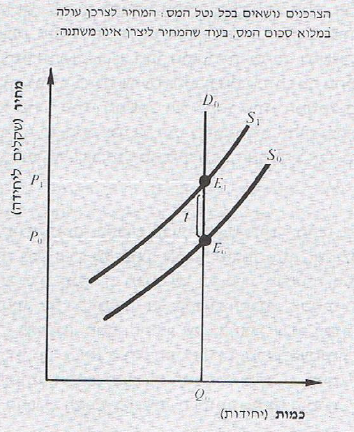 הצרכנים נושאים בכל נטל המס: המחיר לצרכן עולה
במלוא סכום המס, בעוד שהמחיר ליצרן אינו משתנה.
מחיר (שקלים ליחידה)
D₀
S₁
S₀
P₁
E₁
t
P₀
E₀
Q₀
כמות (יחידות)